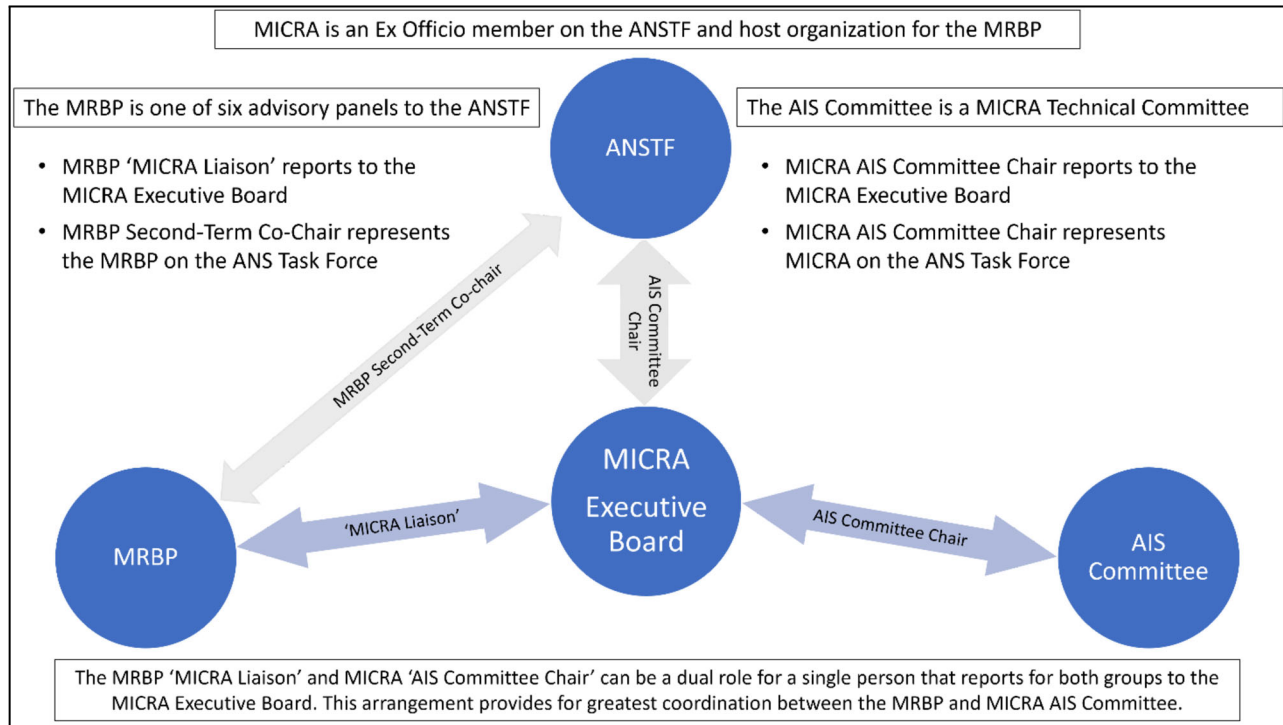 MICRA is an Ex Officio member on the ANSTF and host organization for the MRBP
The MRBP is one of six advisory panels to the ANSTF
• MRBP ‘MICRA Liaison’ reports to the
MICRA Executive Board
• MRBP Second-Term Co-Chair represents
the MRBP on the ANS Task Force
ANSTF
The AIS Committee is a MICRA Technical Committee
• MICRA AIS Committee Chair reports to the
MICRA Executive Board
• MICRA AIS Committee Chair represents
MICRA on the ANS Task Force
MRBP Second-Term Co-chair
AIS Committee
Chair
MRBP
‘MICRA Liaison’
MICRA
Executive
Board
AIS Committee Chair
AIS
Committee
The MRBP ‘MICRA Liaison’ and MICRA ‘AIS Committee Chair’ can be a dual role for a single person that reports for both groups to the
MICRA Executive Board. This arrangement provides for greatest coordination between the MRBP and MICRA AIS Committee.